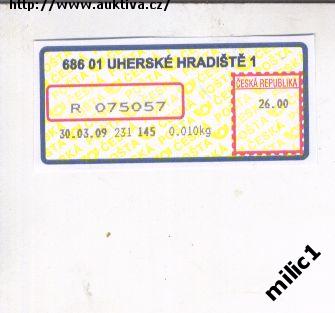 http://www.auktiva.cz/
686 01 UHERSKÉ HRADIŠTĚ 1
ČESKÁ REPUBLIKA
R 075057
26.00
30.03.09 231 145 0.010kg
milic1